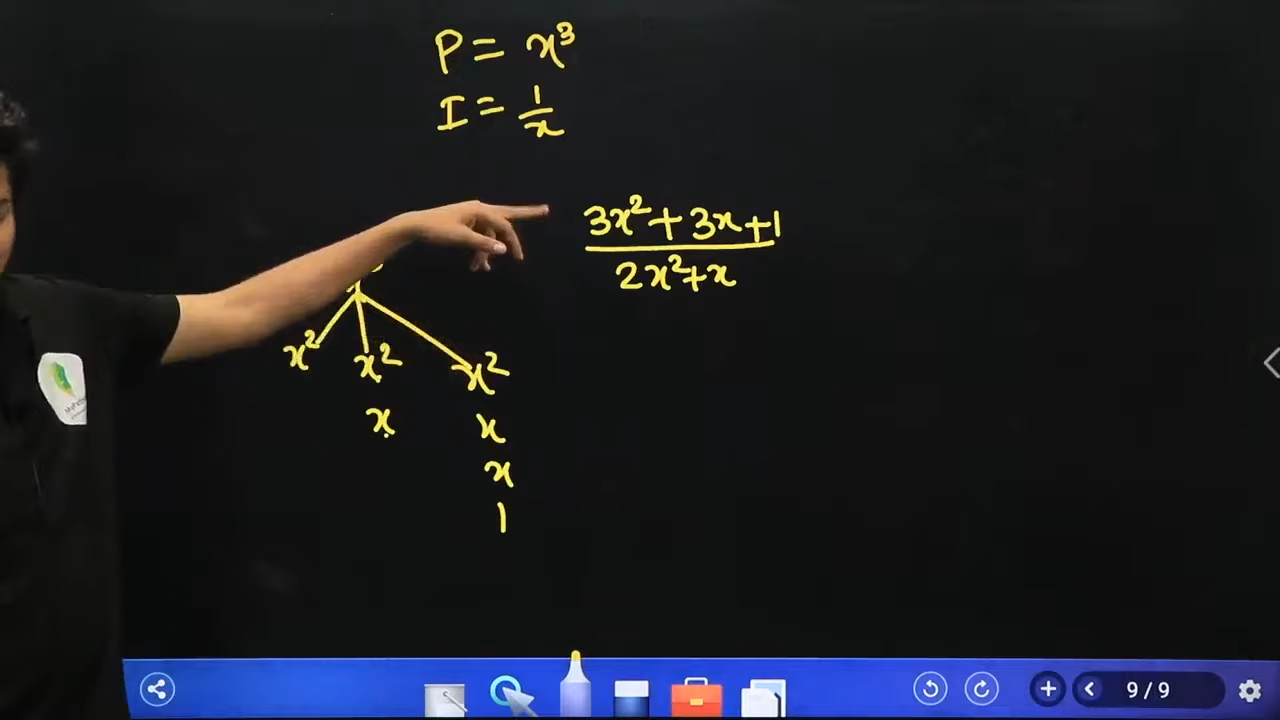 P = x³
I = 1/x
3x² + 3x + 1
2x² + x
x² x² x²
x x
x
1
9 / 9